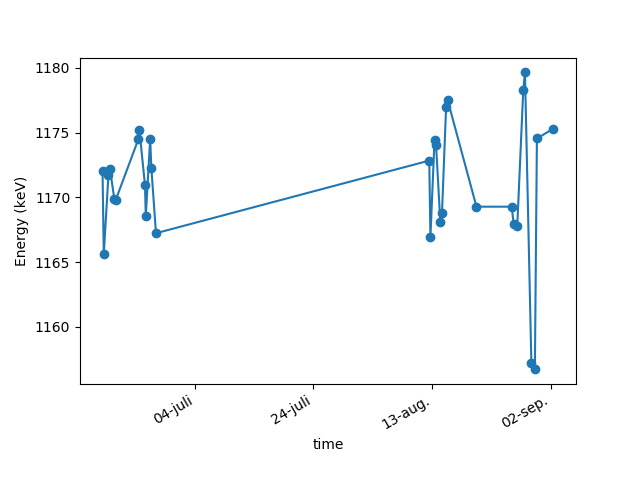 1180
1175
1170
1165
1160
Energy (keV)
04-juli
24-juli
13-aug.
02-sep.
time